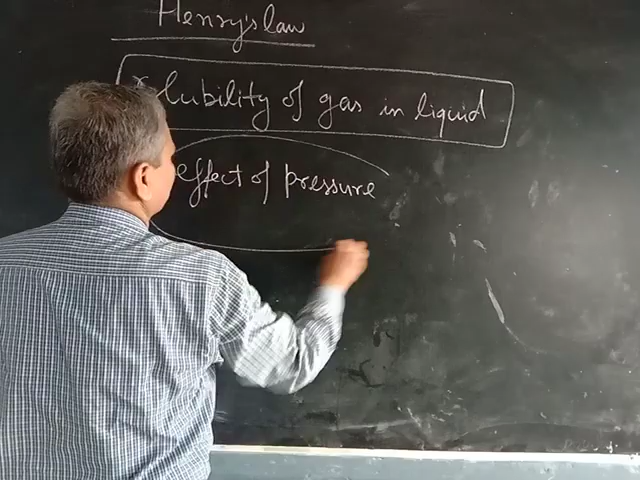 Henry's law
Solubility of gas in liquid
effect of pressure